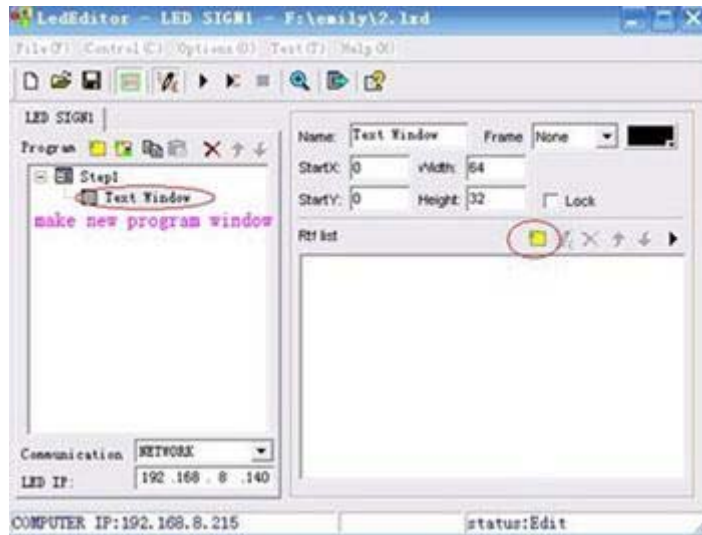 LedEditor - LED SIGN1 - F:\emily\2.lzd
File(F) Control(C) Options(O) Text(T) Help(X)
LED SIGN1
Program
Step1
Text Window
make new program window
Name: Text Window Frame None
StartX: 0 Width: 64
StartY: 0 Height: 32 Lock
Rtf list
Communication NETWORK
LED IP: 192 .168 . 8 .140
COMPUTER IP:192.168.8.215 status:Edit